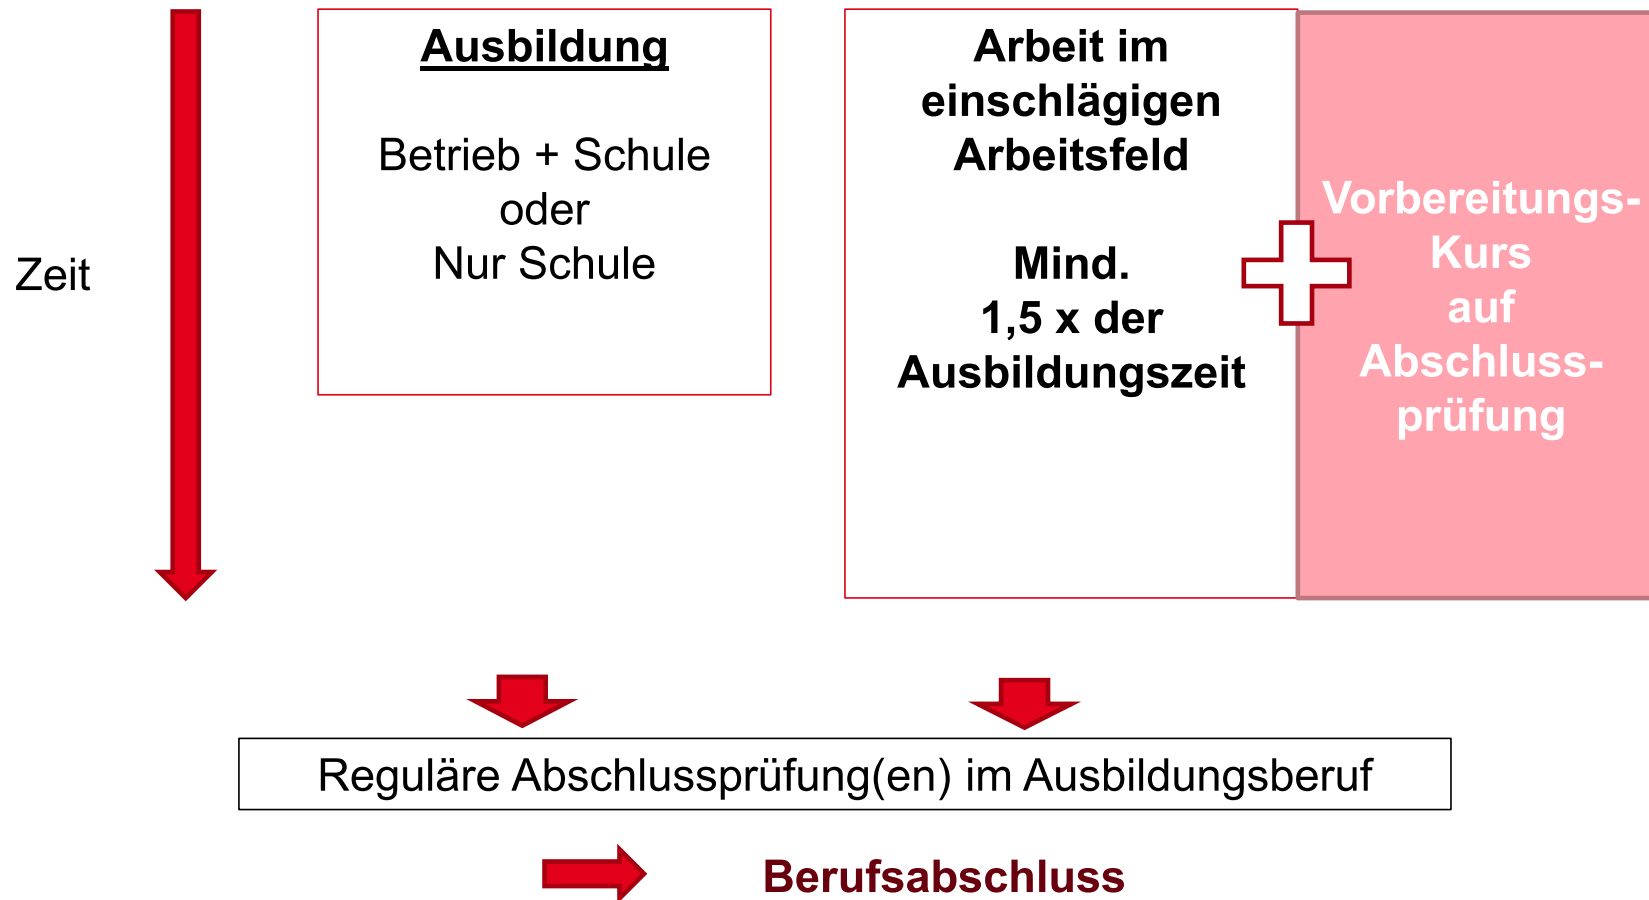 Zeit
Ausbildung
Betrieb + Schule
oder
Nur Schule
Arbeit im
einschlägigen
Arbeitsfeld
Mind.
1,5 x der
Ausbildungszeit
Vorbereitungs-
Kurs
auf
Abschluss-
prüfung
Reguläre Abschlussprüfung(en) im Ausbildungsberuf
Berufsabschluss